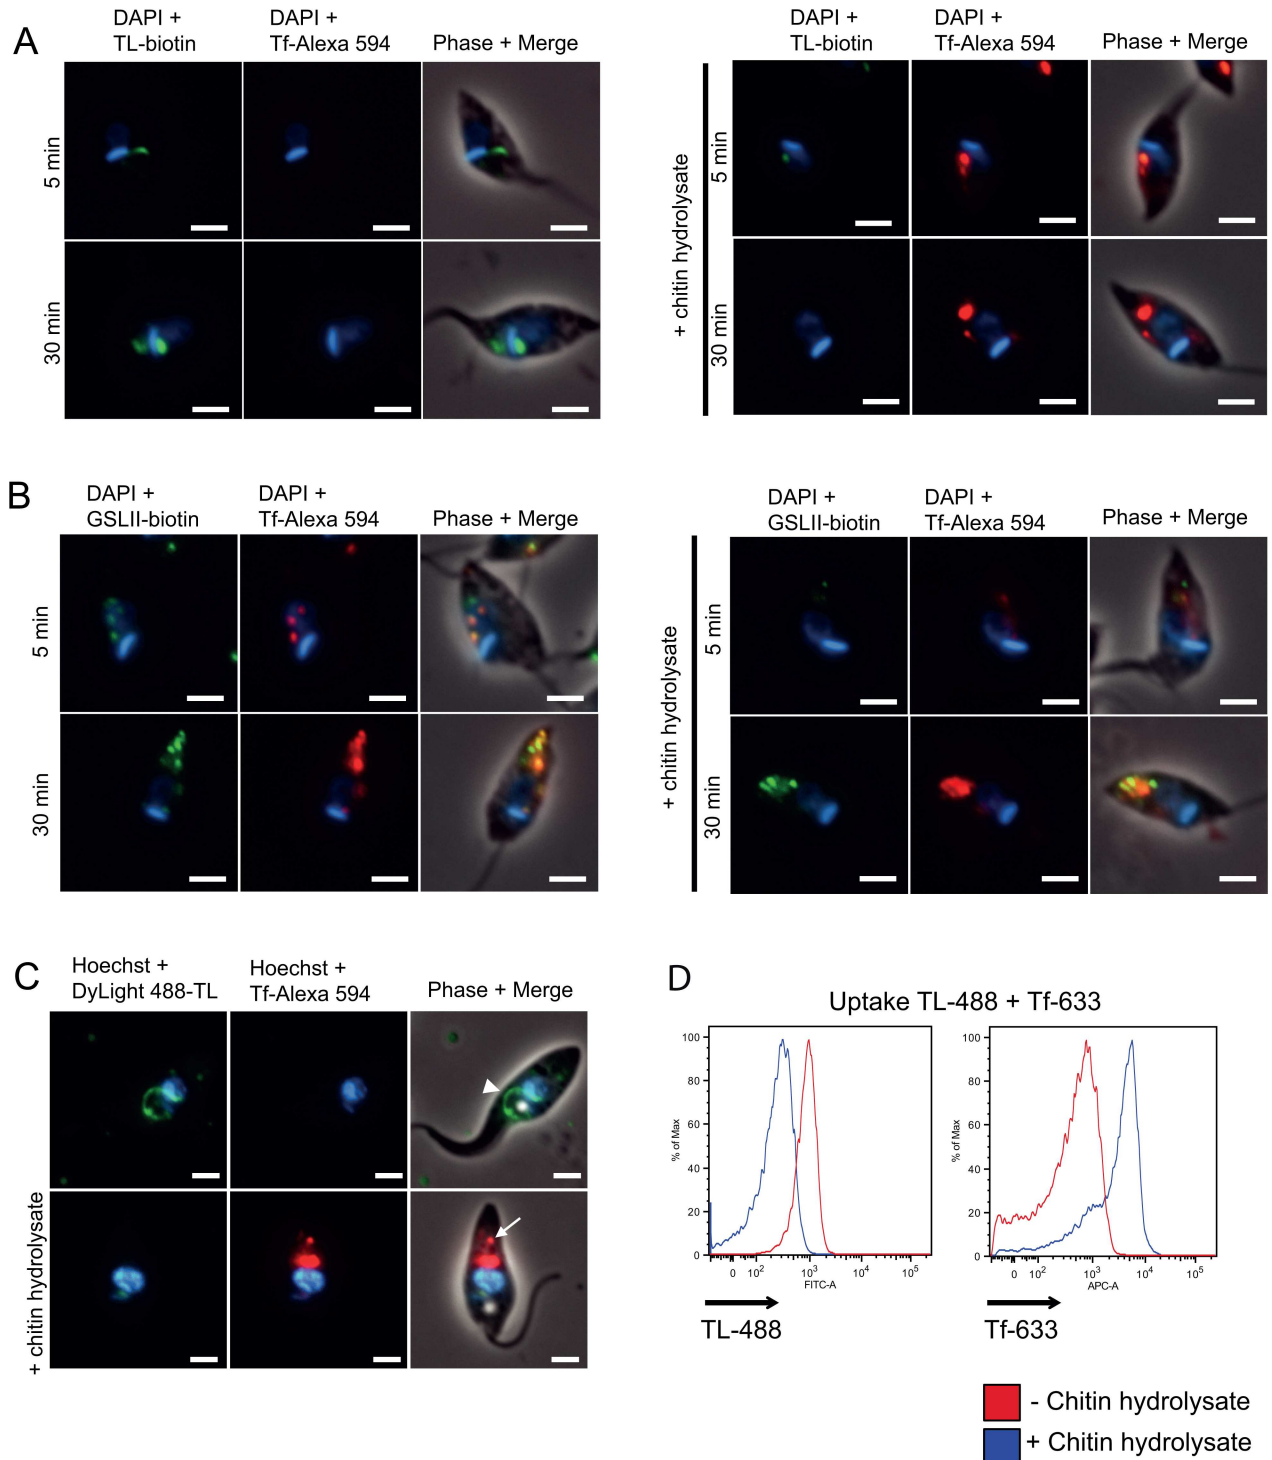 A
DAPI +
TL-biotin
DAPI +
Tf-Alexa 594
Phase + Merge
5 min
30 min
DAPI +
TL-biotin
DAPI +
Tf-Alexa 594
Phase + Merge
+ chitin hydrolysate
5 min
30 min
B
DAPI +
GSLII-biotin
DAPI +
Tf-Alexa 594
Phase + Merge
5 min
30 min
DAPI +
GSLII-biotin
DAPI +
Tf-Alexa 594
Phase + Merge
+ chitin hydrolysate
5 min
30 min
C
Hoechst +
DyLight 488-TL
Hoechst +
Tf-Alexa 594
Phase + Merge
+ chitin hydrolysate
D
Uptake TL-488 + Tf-633
% of Max
100
80
60
40
20
0
0 10² 10³ 10⁴ 10⁵
FITC-A
TL-488
% of Max
100
80
60
40
20
0
0 10² 10³ 10⁴ 10⁵
APC-A
Tf-633
- Chitin hydrolysate
+ Chitin hydrolysate